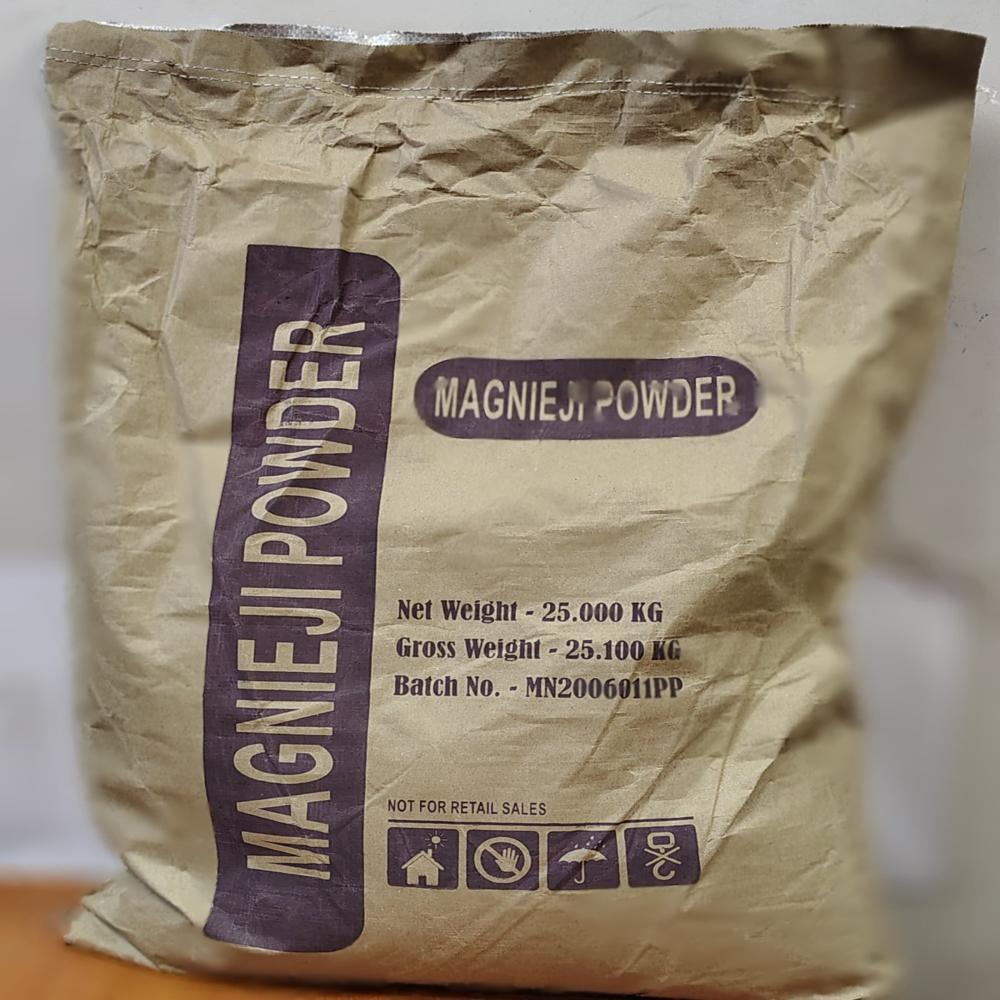 MAGNIEJI POWDER
MAGNIEJI POWDER
Net Weight - 25.000 KG
Gross Weight - 25.100 KG
Batch No. - MN2006011PP
NOT FOR RETAIL SALES